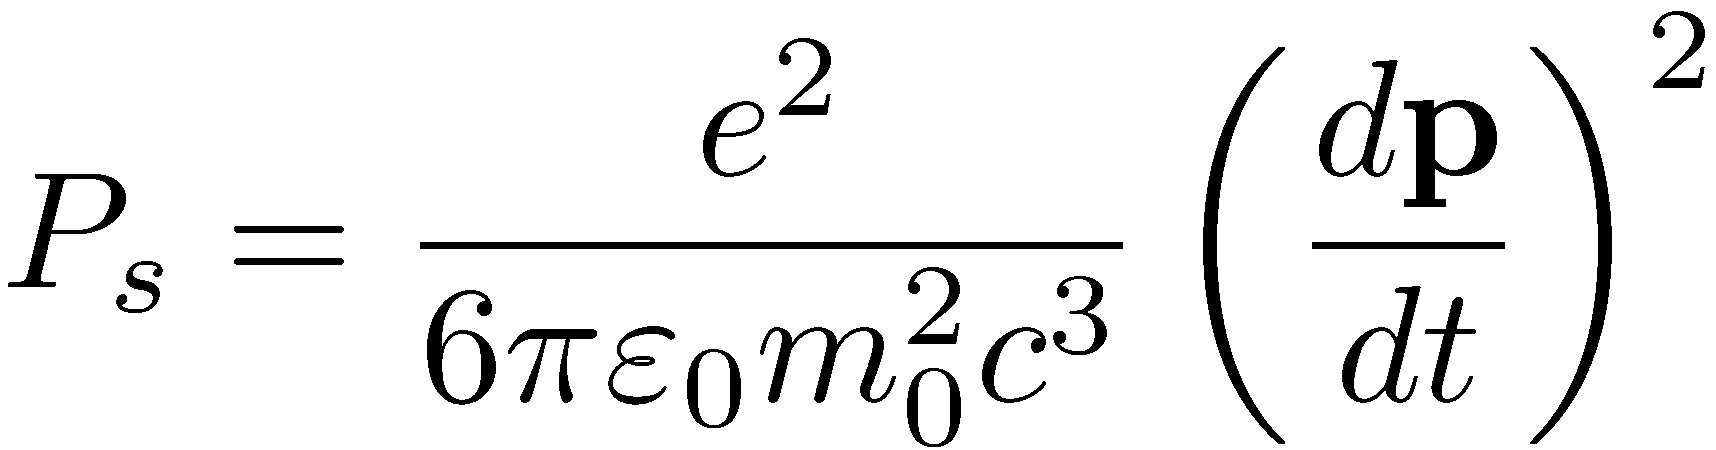 $P_s = \frac{e^2}{6\pi\varepsilon_0 m_0^2 c^3} \left( \frac{d\mathbf{p}}{dt} \right)^2$